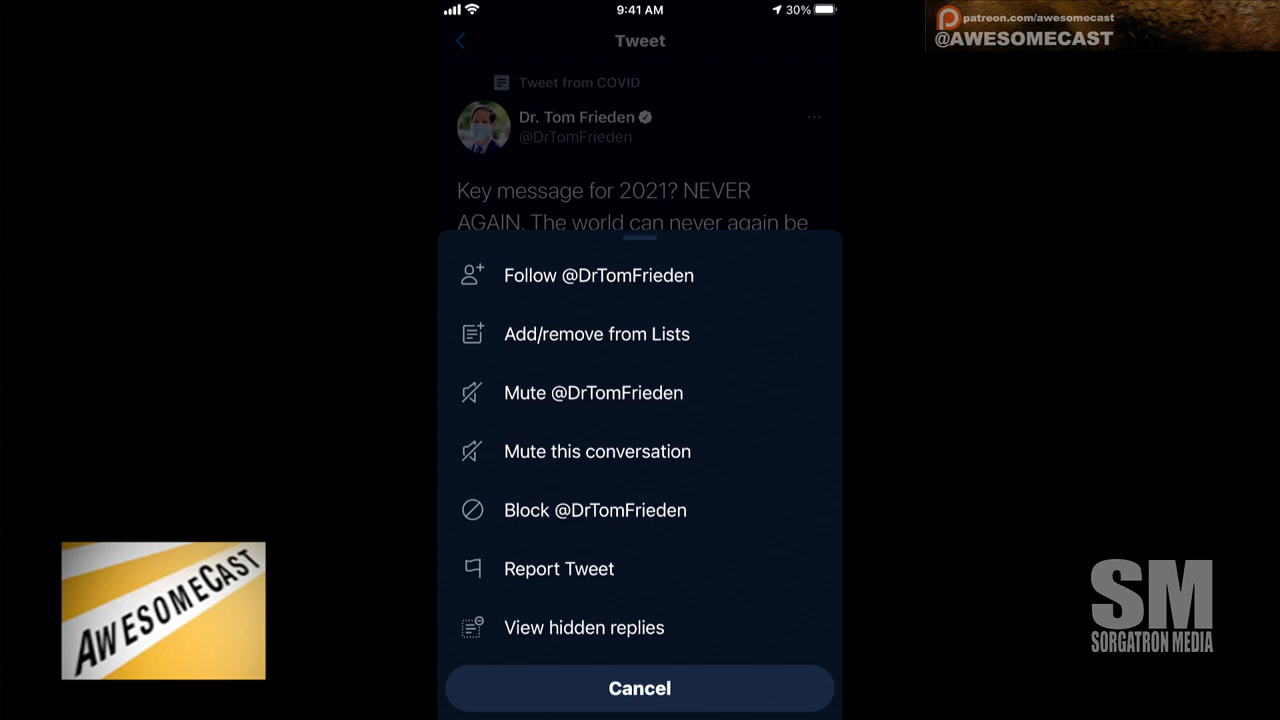 9:41 AM
30%
patreon.com/awesomecast
@AWESOMECAST
Tweet
Tweet from COVID
Dr. Tom Frieden
@DrTomFrieden
Key message for 2021? NEVER
AGAIN. The world can never again be
Follow @DrTomFrieden
Add/remove from Lists
Mute @DrTomFrieden
Mute this conversation
Block @DrTomFrieden
Report Tweet
View hidden replies
Cancel
AWESOMECAST
SM
SORGATRON MEDIA